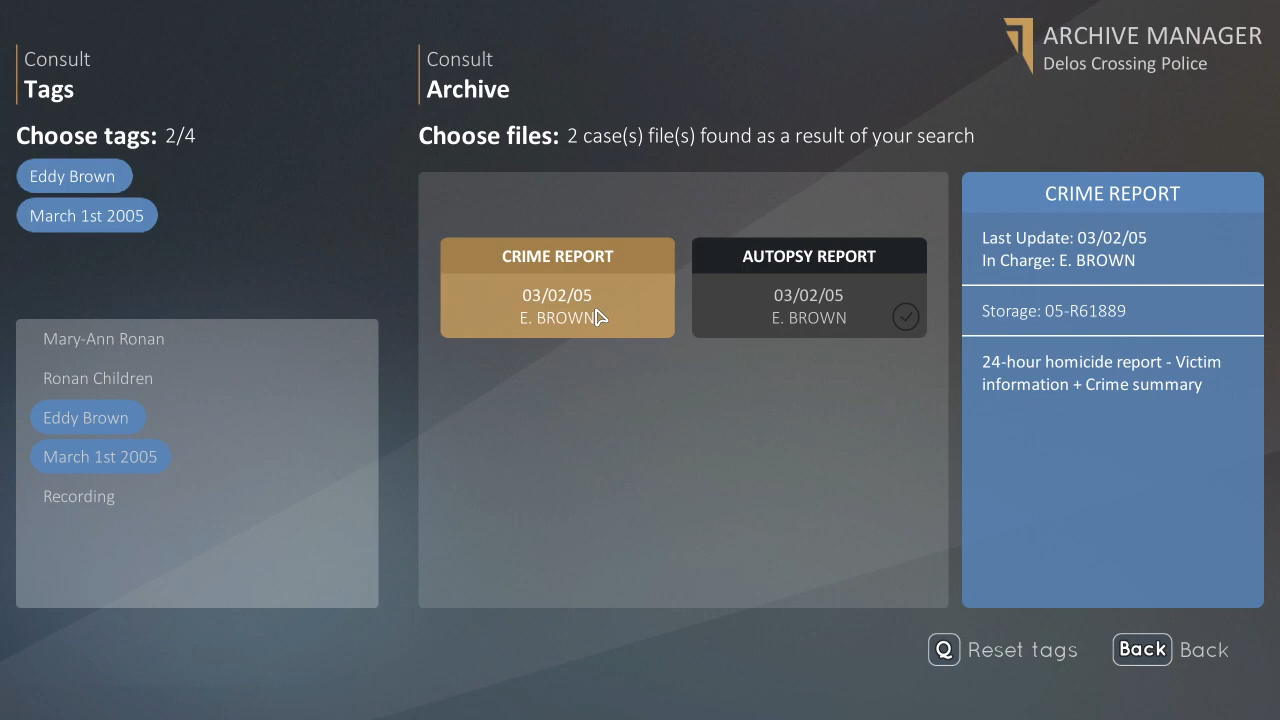 Consult
Tags
Choose tags: 2/4
Eddy Brown
March 1st 2005
Mary-Ann Ronan
Ronan Children
Eddy Brown
March 1st 2005
Recording
Consult
Archive
Choose files: 2 case(s) file(s) found as a result of your search
CRIME REPORT
03/02/05
E. BROWN
AUTOPSY REPORT
03/02/05
E. BROWN
ARCHIVE MANAGER
Delos Crossing Police
CRIME REPORT
Last Update: 03/02/05
In Charge: E. BROWN
Storage: 05-R61889
24-hour homicide report - Victim
information + Crime summary
Q Reset tags
Back Back